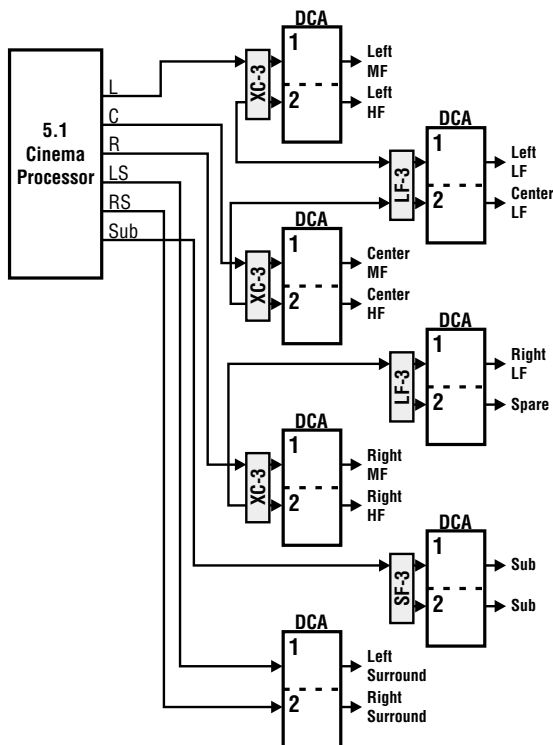 DCA
1
XC-3
2
Left
MF
Left
HF
5.1
Cinema
Processor
L
C
R
LS
RS
Sub
DCA
1
LF-3
2
Left
LF
Center
LF
DCA
1
XC-3
2
Center
MF
Center
HF
DCA
1
LF-3
2
Right
LF
Spare
DCA
1
XC-3
2
Right
MF
Right
HF
DCA
1
SF-3
2
Sub
Sub
DCA
1
2
Left
Surround
Right
Surround